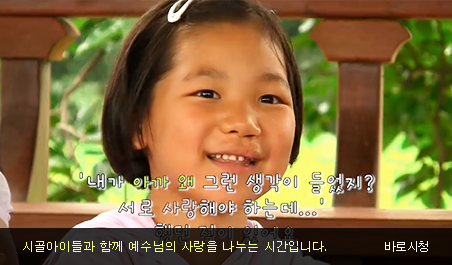 '내가 아까 왜 그런 생각이 들었지?
서로 사랑해야 하는데...'
시골아이들과 함께 예수님의 사랑을 나누는 시간입니다.
바로시청